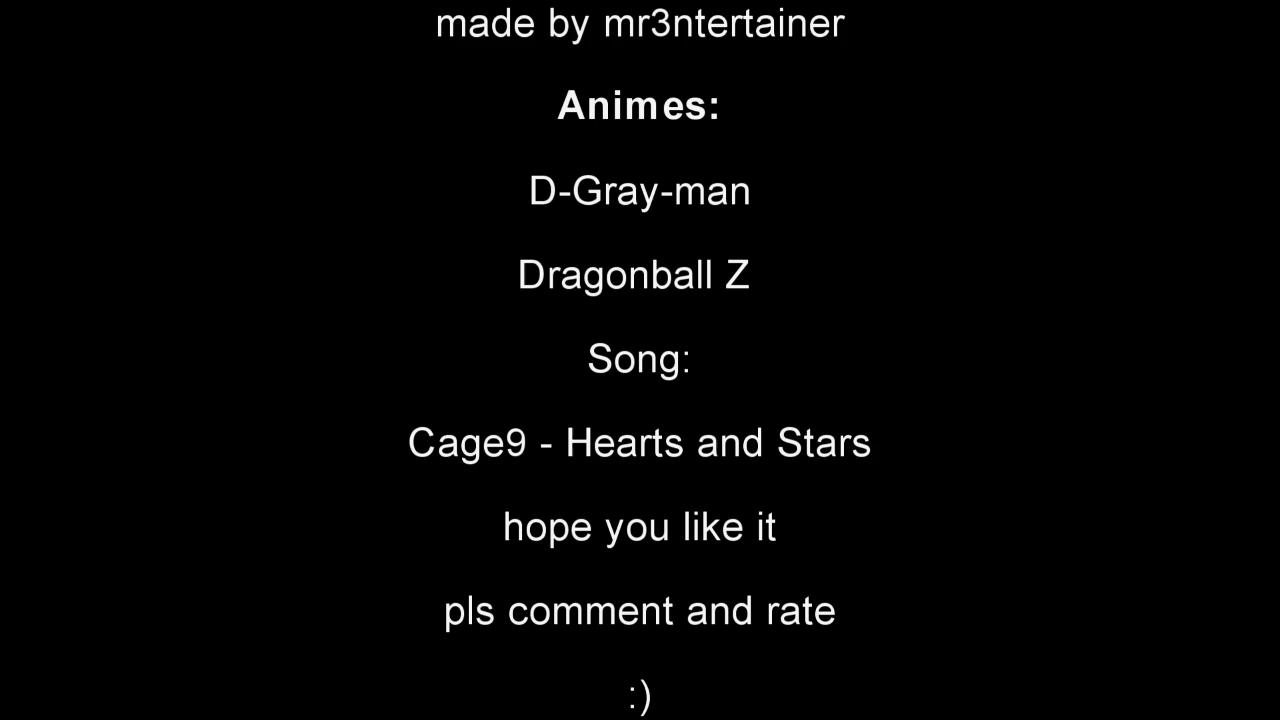 made by mr3ntertainer
Animes:
D-Gray-man
Dragonball Z
Song:
Cage9 - Hearts and Stars
hope you like it
pls comment and rate
:)